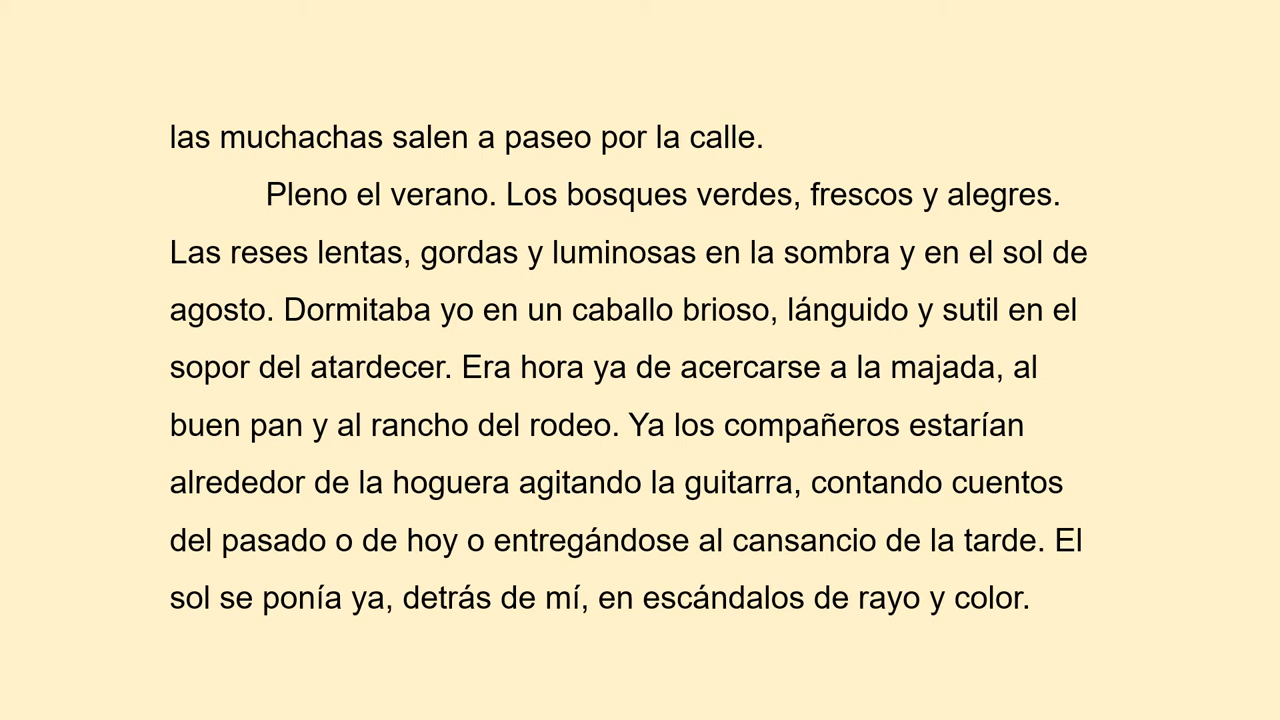 las muchachas salen a paseo por la calle.
Pleno el verano. Los bosques verdes, frescos y alegres.
Las reses lentas, gordas y luminosas en la sombra y en el sol de
agosto. Dormitaba yo en un caballo brioso, lánguido y sutil en el
sopor del atardecer. Era hora ya de acercarse a la majada, al
buen pan y al rancho del rodeo. Ya los compañeros estarían
alrededor de la hoguera agitando la guitarra, contando cuentos
del pasado o de hoy o entregándose al cansancio de la tarde. El
sol se ponía ya, detrás de mí, en escándalos de rayo y color.